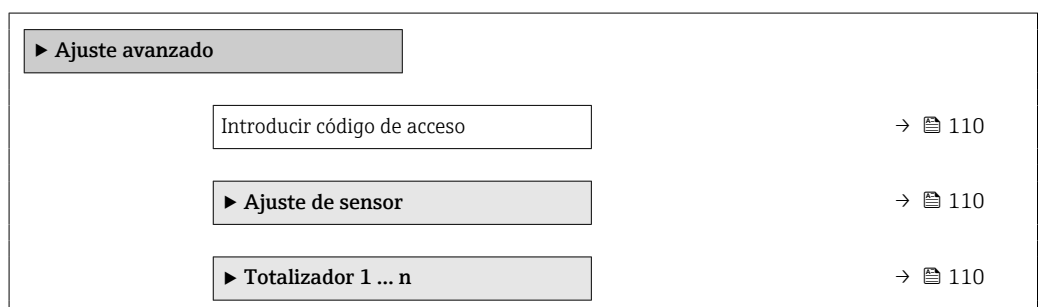 ▶ Ajuste avanzado
Introducir código de acceso → 110
▶ Ajuste de sensor → 110
▶ Totalizador 1 … n → 110